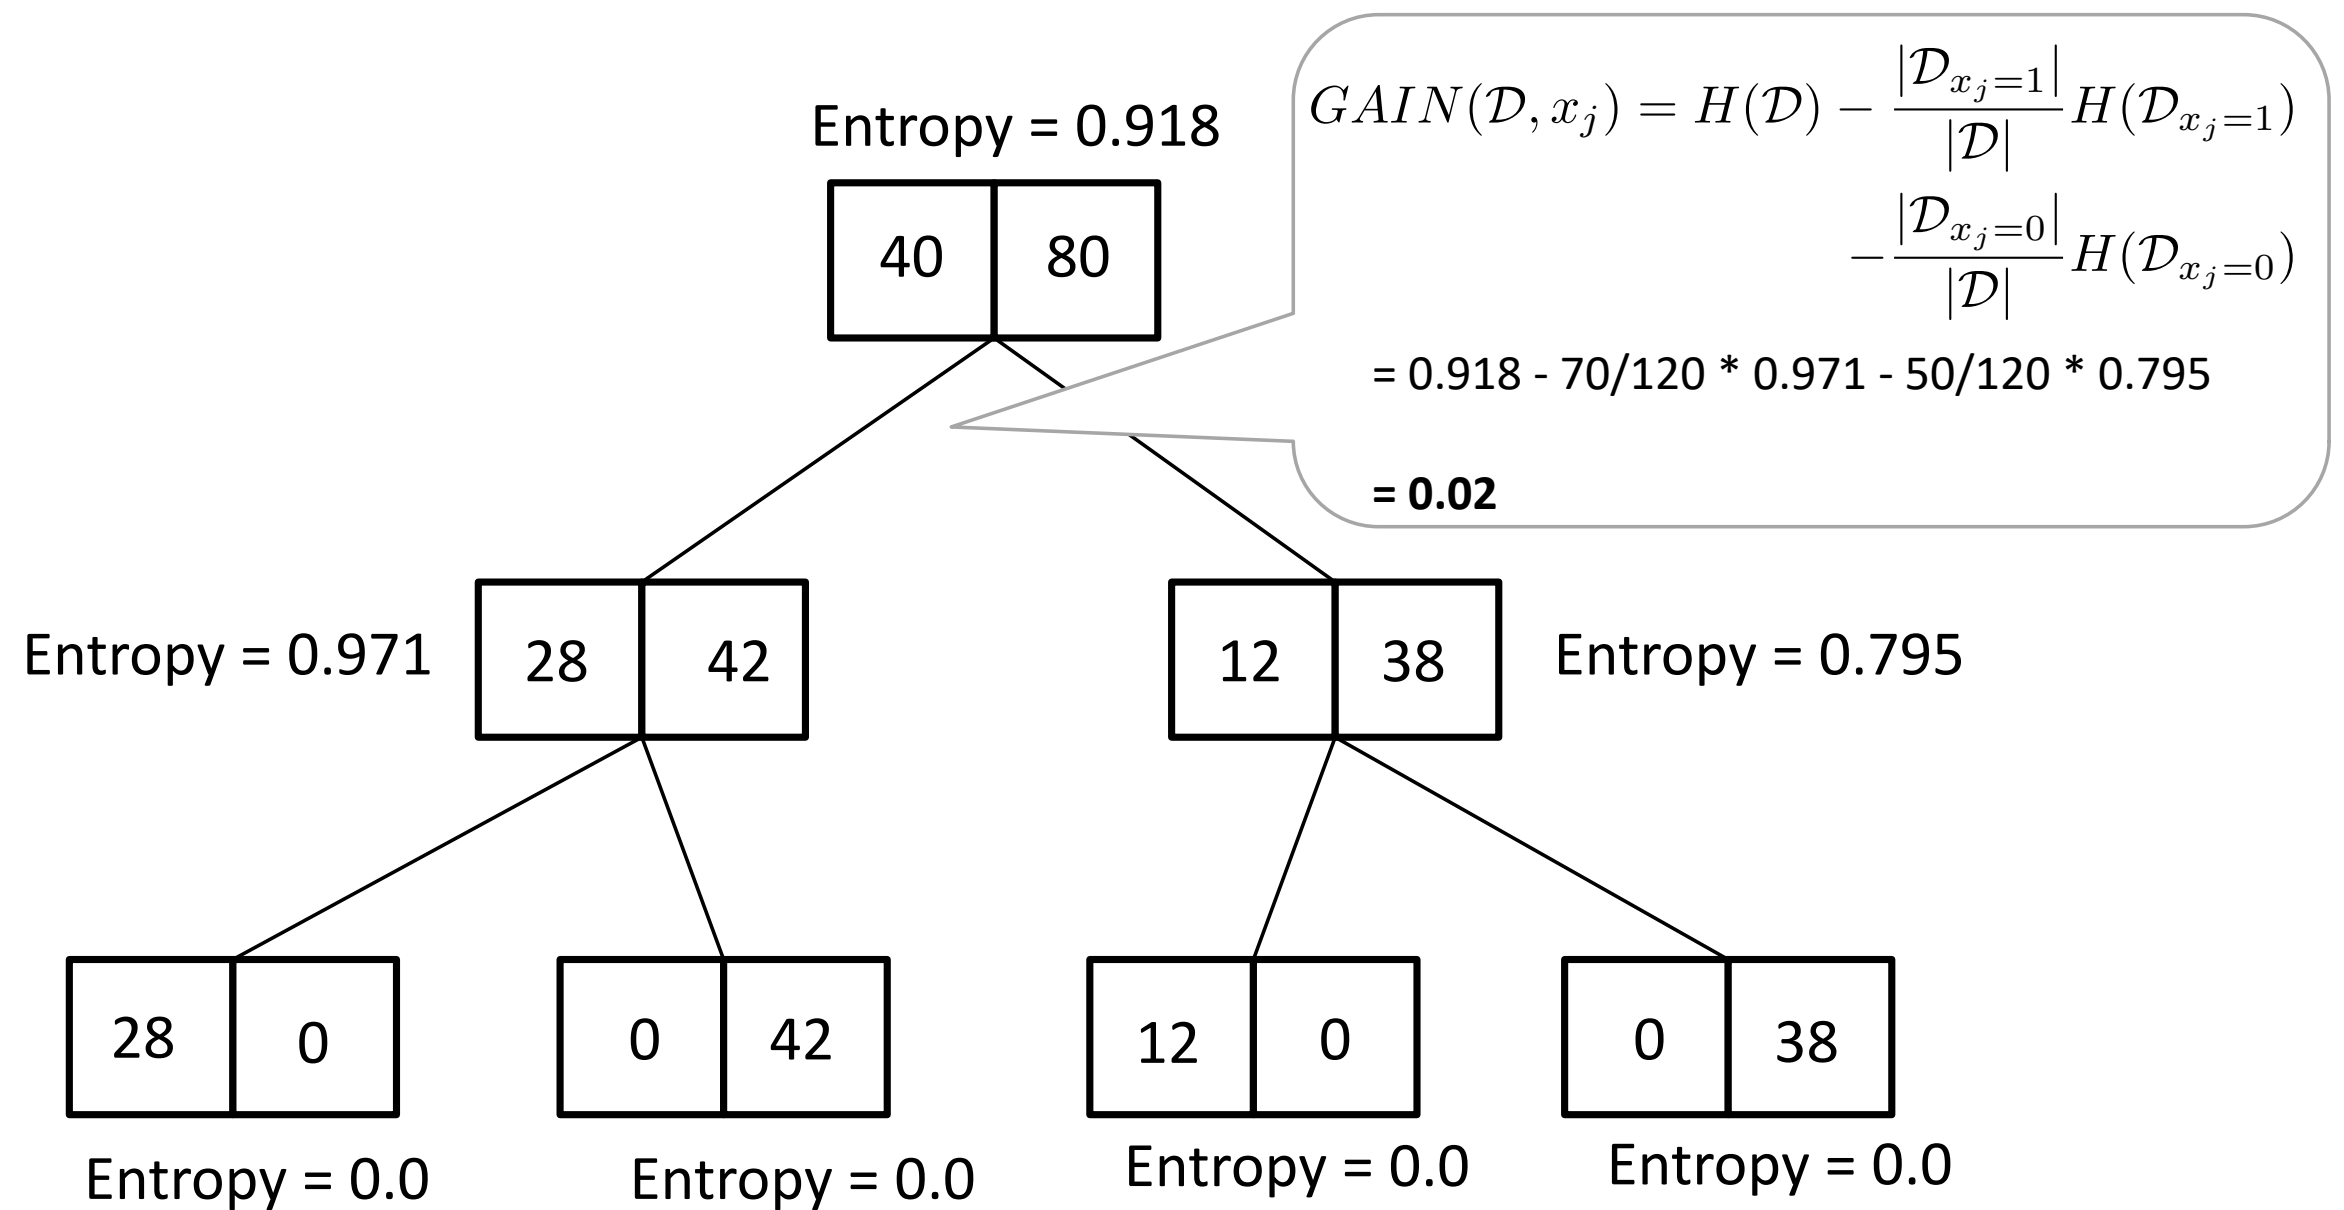 Entropy = 0.918
40 80
GAIN(𝒟, x_j) = H(𝒟) − |𝒟_{x_j=1}| / |𝒟| H(𝒟_{x_j=1})
− |𝒟_{x_j=0}| / |𝒟| H(𝒟_{x_j=0})
= 0.918 - 70/120 * 0.971 - 50/120 * 0.795
= 0.02
Entropy = 0.971
28 42
12 38
Entropy = 0.795
28 0
0 42
12 0
0 38
Entropy = 0.0
Entropy = 0.0
Entropy = 0.0
Entropy = 0.0